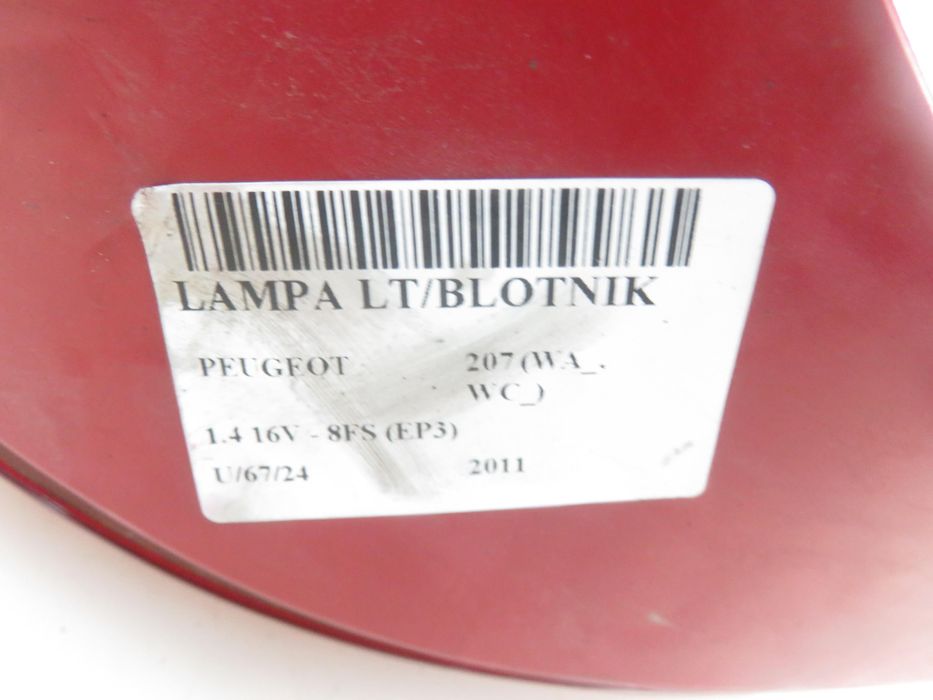 LAMPA LT/BLOTNIK
PEUGEOT 207 (WA_,
WC_)
1.4 16V - 8FS (EP3)
U/67/24 2011